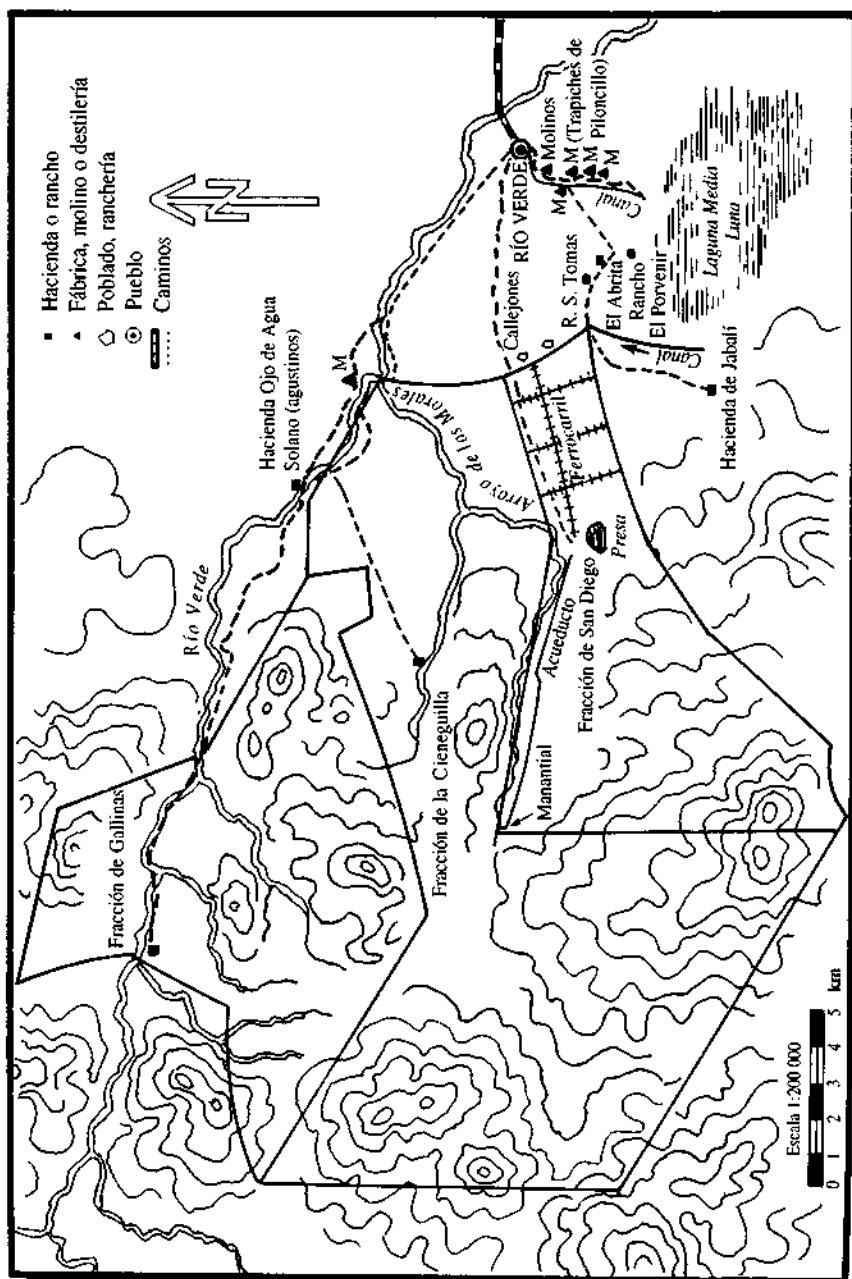 Hacienda o rancho
Fábrica, molino o destilería
Poblado, ranchería
Pueblo
Caminos
N
Fracción de Gallinas
Río Verde
Hacienda Ojo de Agua
Solano (agustinos)
M
Arroyo de los Morales
Fracción de la Cieneguilla
Manantial
Acueducto
Fracción de San Diego
Presa
Ferrocarril
Callejones
RÍO VERDE
Molinos
M (Trapiches de
Piloncillo)
M
M
M
Canal
R. S. Tomas
El Abrita
Rancho
El Porvenir
Laguna Media
Luna
Canal
Hacienda de Jabalí
Escala 1:200 000
0 1 2 3 4 5 km